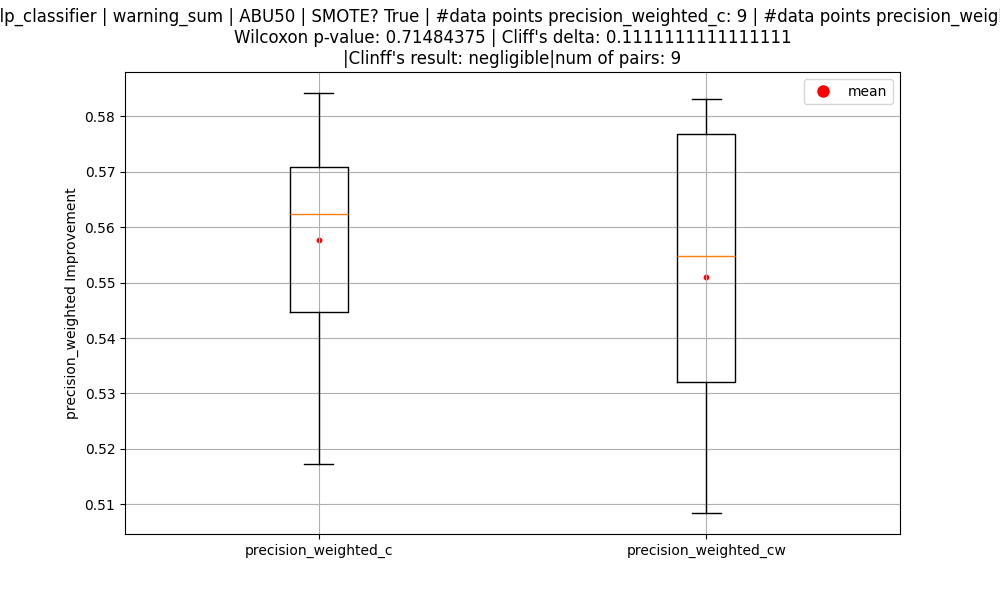 lp_classifier | warning_sum | ABU50 | SMOTE? True | #data points precision_weighted_c: 9 | #data points precision_weig
Wilcoxon p-value: 0.71484375 | Cliff's delta: 0.1111111111111111
|Clinff's result: negligible|num of pairs: 9
mean
0.58
0.57
0.56
0.55
0.54
0.53
0.52
0.51
precision_weighted Improvement
precision_weighted_c
precision_weighted_cw